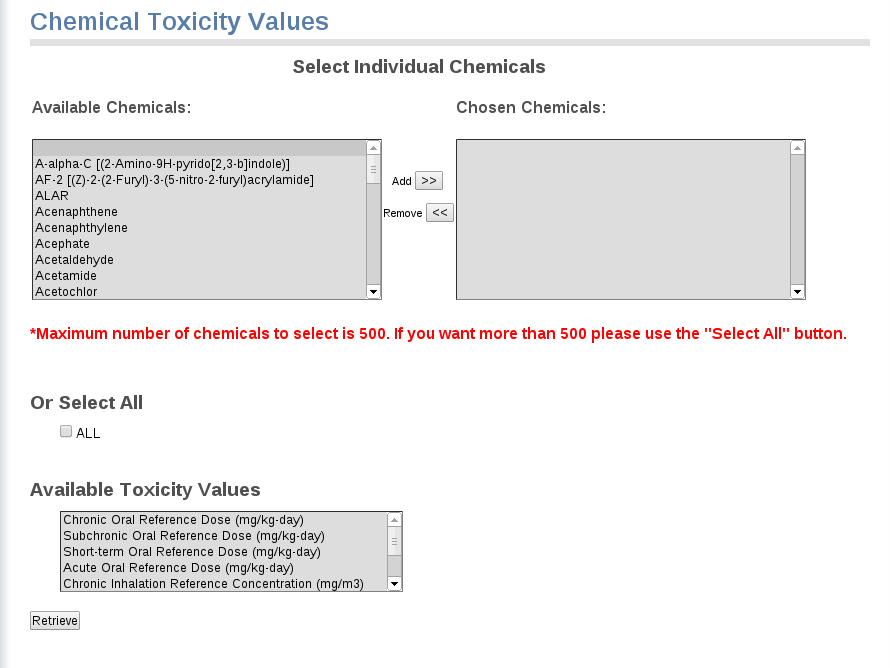 Chemical Toxicity Values
Select Individual Chemicals
Available Chemicals:
Chosen Chemicals:
A-alpha-C [(2-Amino-9H-pyrido[2,3-b]indole)]
AF-2 [(Z)-2-(2-Furyl)-3-(5-nitro-2-furyl)acrylamide]
ALAR
Acenaphthene
Acenaphthylene
Acephate
Acetaldehyde
Acetamide
Acetochlor
Add >>
Remove <<
*Maximum number of chemicals to select is 500. If you want more than 500 please use the "Select All" button.
Or Select All
ALL
Available Toxicity Values
Chronic Oral Reference Dose (mg/kg-day)
Subchronic Oral Reference Dose (mg/kg-day)
Short-term Oral Reference Dose (mg/kg-day)
Acute Oral Reference Dose (mg/kg-day)
Chronic Inhalation Reference Concentration (mg/m3)
Retrieve